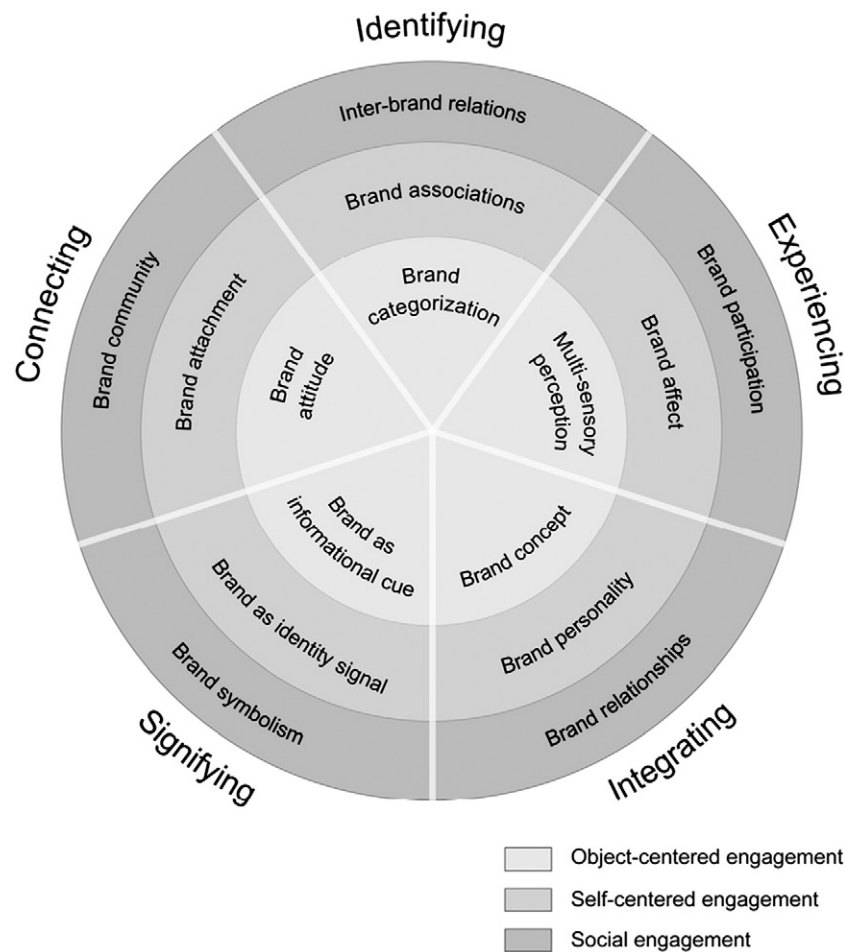 Identifying
Inter-brand relations
Brand associations
Brand
categorization
Experiencing
Brand participation
Brand affect
Multi-sensory
perception
Integrating
Brand relationships
Brand personality
Brand concept
Signifying
Brand symbolism
Brand as identity signal
Brand as
informational cue
Connecting
Brand community
Brand attachment
Brand
attitude
Object-centered engagement
Self-centered engagement
Social engagement